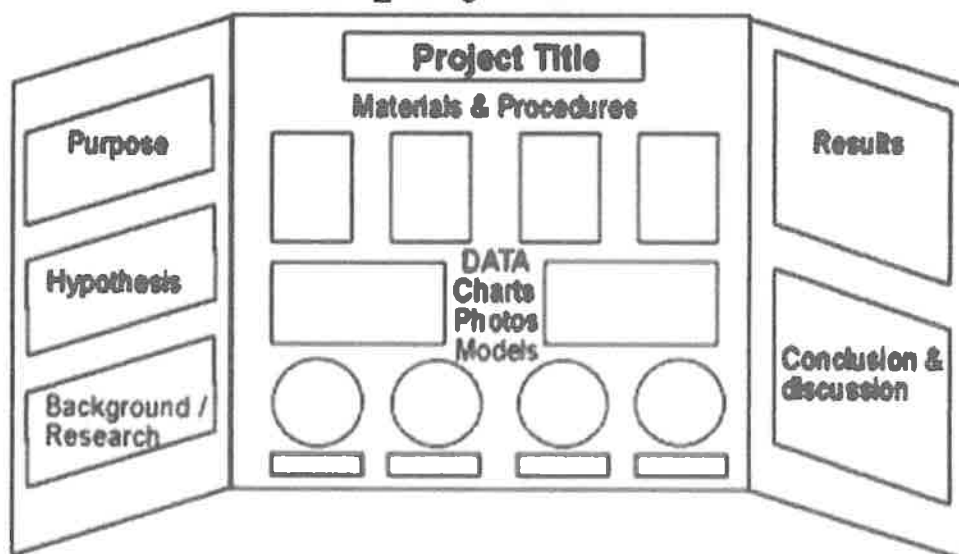 Project Title
Materials & Procedures
Purpose
Hypothesis
Background /
Research
DATA
Charts
Photos
Models
Results
Conclusion &
discussion